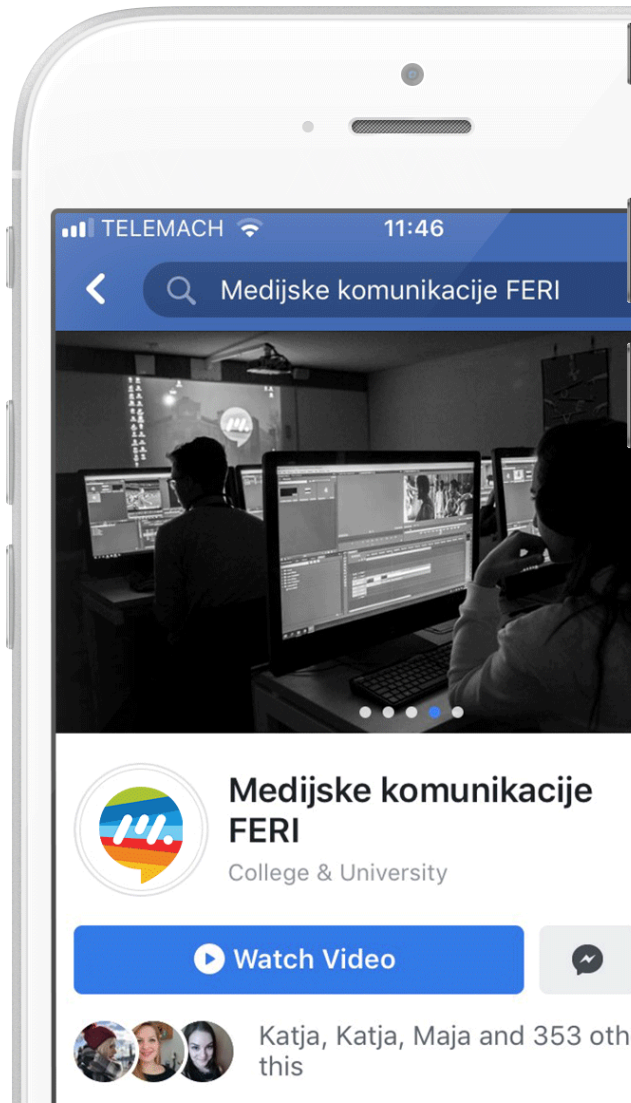 TELEMACH
11:46
Medijske komunikacije FERI
m.
Medijske komunikacije
FERI
College & University
Watch Video
Katja, Katja, Maja and 353 oth
this